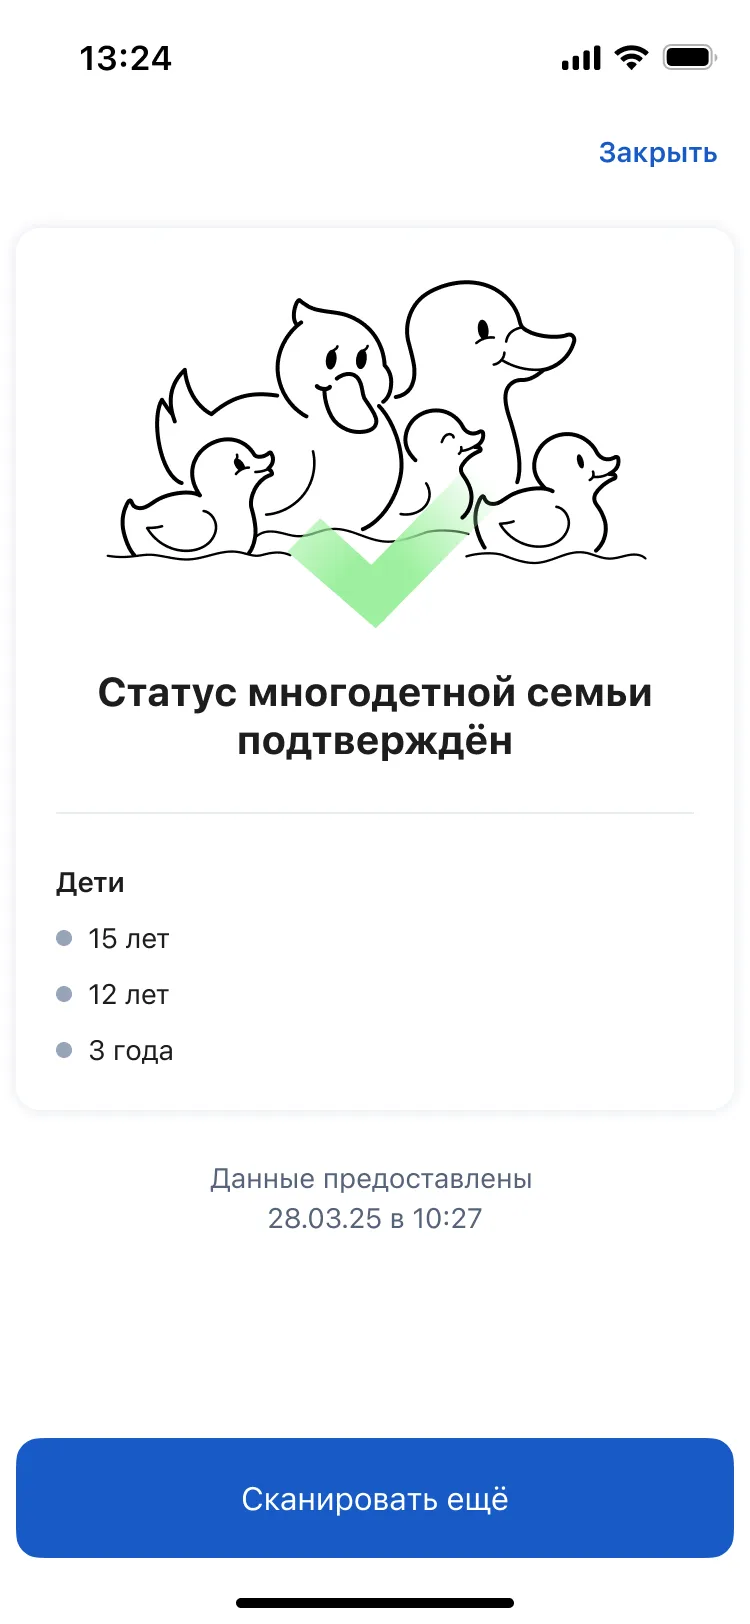 13:24
Закрыть
Статус многодетной семьи
подтверждён
Дети
15 лет
12 лет
3 года
Данные предоставлены
28.03.25 в 10:27
Сканировать ещё